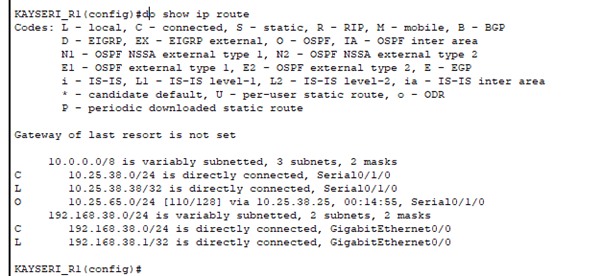 KAYSERI_R1(config)#do show ip route
Codes: L - local, C - connected, S - static, R - RIP, M - mobile, B - BGP
       D - EIGRP, EX - EIGRP external, O - OSPF, IA - OSPF inter area
       N1 - OSPF NSSA external type 1, N2 - OSPF NSSA external type 2
       E1 - OSPF external type 1, E2 - OSPF external type 2, E - EGP
       i - IS-IS, L1 - IS-IS level-1, L2 - IS-IS level-2, ia - IS-IS inter area
       * - candidate default, U - per-user static route, o - ODR
       P - periodic downloaded static route

Gateway of last resort is not set

     10.0.0.0/8 is variably subnetted, 3 subnets, 2 masks
C       10.25.38.0/24 is directly connected, Serial0/1/0
L       10.25.38.38/32 is directly connected, Serial0/1/0
O       10.25.65.0/24 [110/128] via 10.25.38.25, 00:14:55, Serial0/1/0
     192.168.38.0/24 is variably subnetted, 2 subnets, 2 masks
C       192.168.38.0/24 is directly connected, GigabitEthernet0/0
L       192.168.38.1/32 is directly connected, GigabitEthernet0/0

KAYSERI_R1(config)#